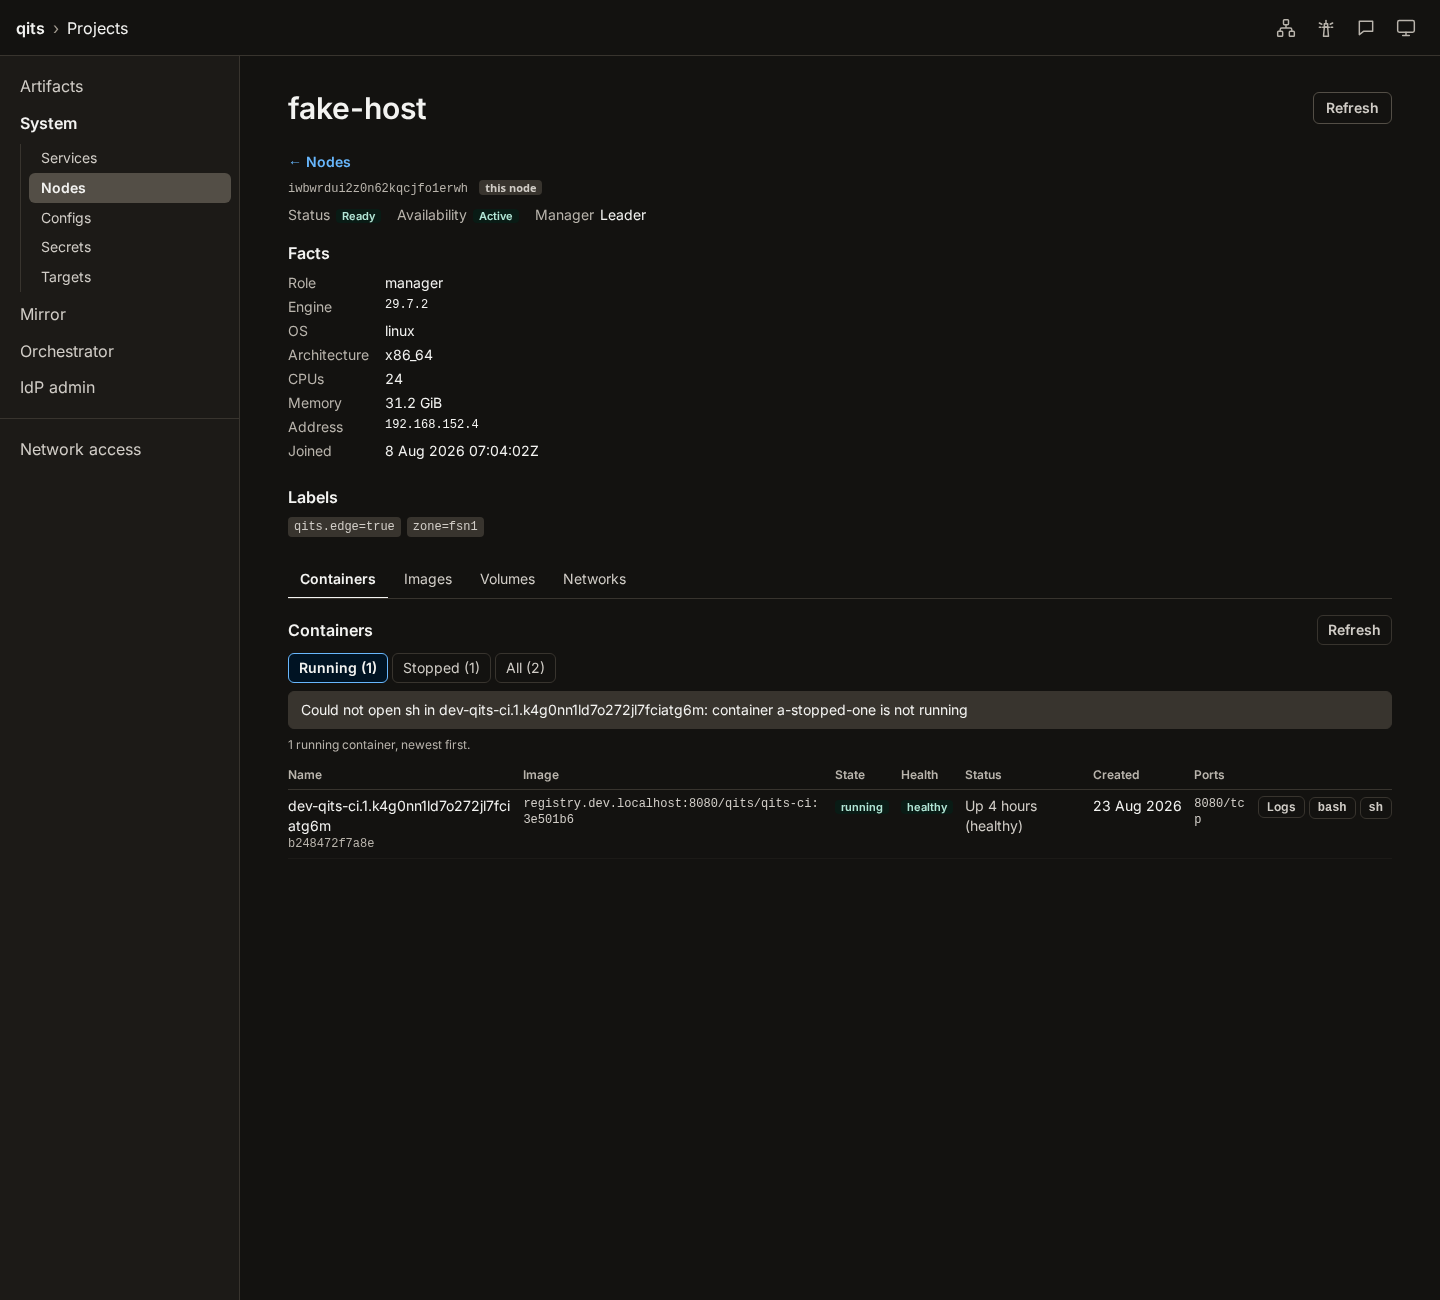 qits › Projects
Artifacts
System
Services
Nodes
Configs
Secrets
Targets
Mirror
Orchestrator
IdP admin
Network access
fake-host
Refresh
← Nodes
iwbwrdui2z0n62kqcjfo1erwh this node
Status Ready Availability Active Manager Leader
Facts
Role manager
Engine 29.7.2
OS linux
Architecture x86_64
CPUs 24
Memory 31.2 GiB
Address 192.168.152.4
Joined 8 Aug 2026 07:04:02Z
Labels
qits.edge=true zone=fsn1
Containers Images Volumes Networks
Containers
Refresh
Running (1) Stopped (1) All (2)
Could not open sh in dev-qits-ci.1.k4g0nn1ld7o272jl7fciatg6m: container a-stopped-one is not running
1 running container, newest first.
Name Image State Health Status Created Ports
dev-qits-ci.1.k4g0nn1ld7o272jl7fci
atg6m
b248472f7a8e
registry.dev.localhost:8080/qits/qits-ci:
3e501b6
running
healthy
Up 4 hours
(healthy)
23 Aug 2026
8080/tc
p
Logs bash sh